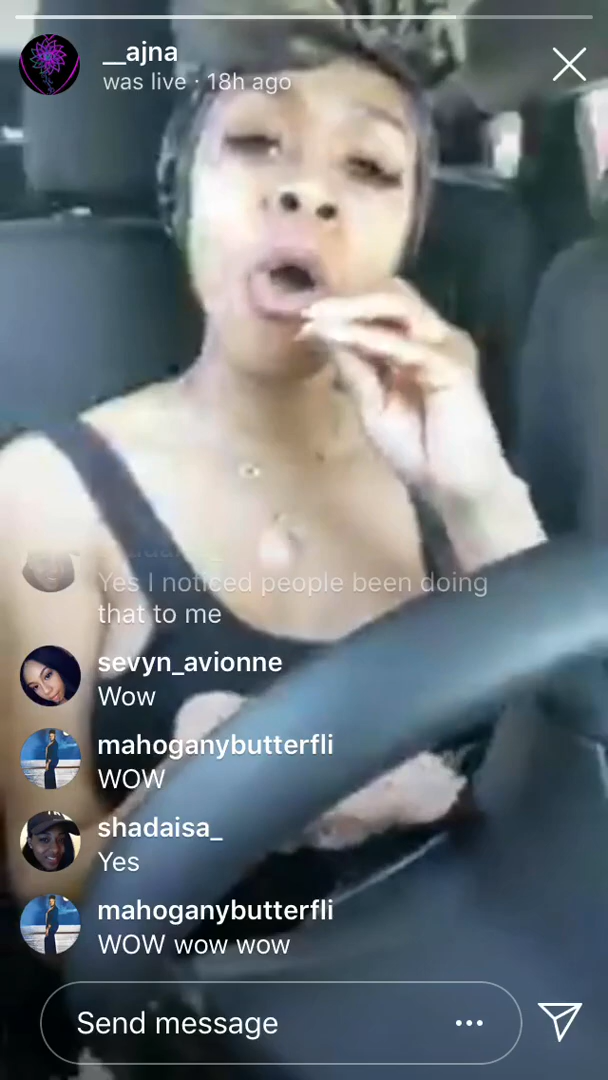 __ajna
was live · 18h ago
Yes I noticed people been doing
that to me
sevyn_avionne
Wow
mahoganybutterfli
WOW
shadaisa_
Yes
mahoganybutterfli
WOW wow wow
Send message